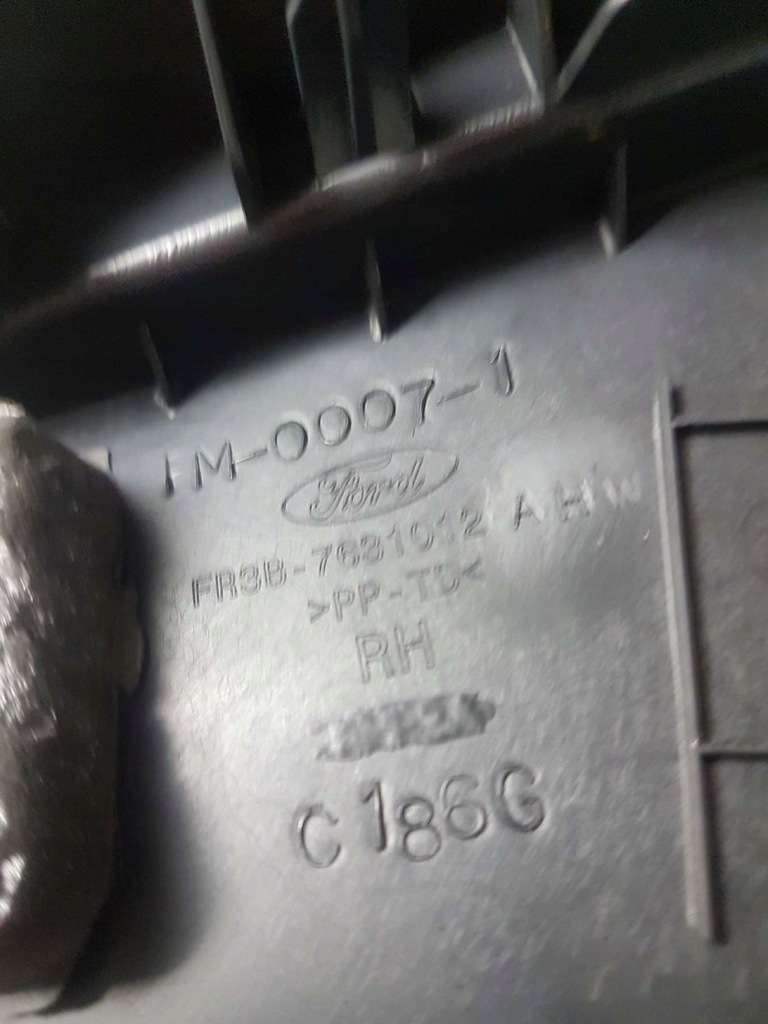 FM-0007-1
Ford
FR3B-7631012 AHW
>PP-TD<
RH
C186G